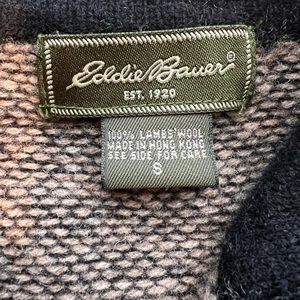 Eddie Bauer®
EST. 1920
100% LAMBS' WOOL
MADE IN HONG KONG
SEE SIDE FOR CARE
S